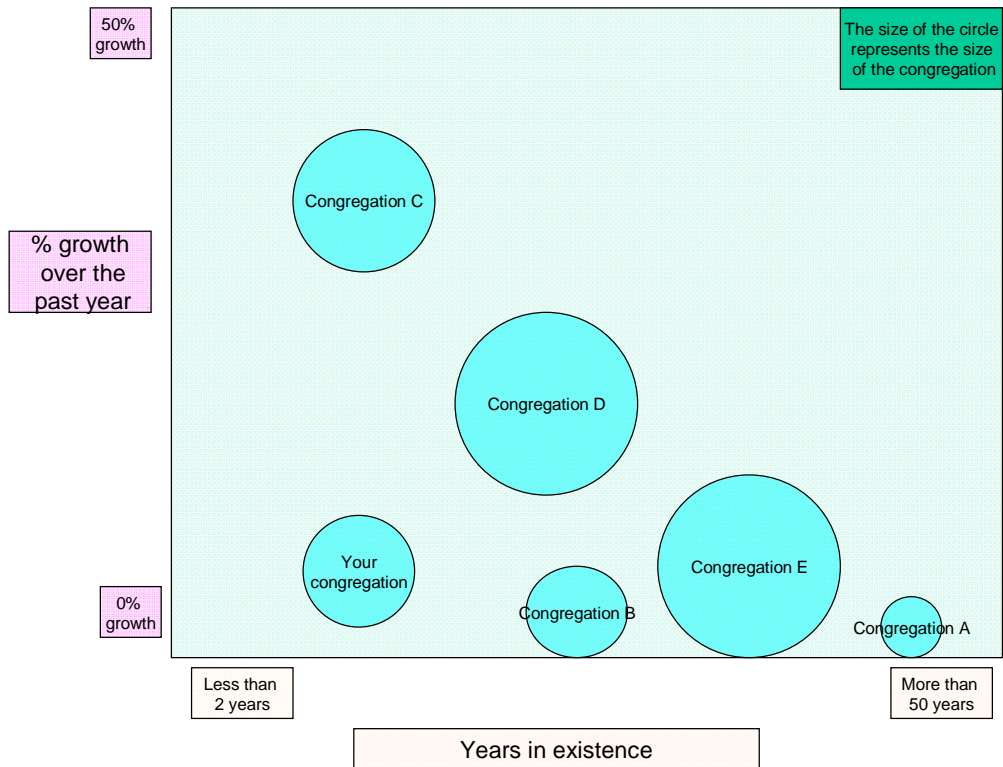 50%
growth
The size of the circle
represents the size
of the congregation
Congregation C
% growth
over the
past year
Congregation D
Your
congregation
Congregation E
Congregation B
0%
growth
Congregation A
Less than
2 years
More than
50 years
Years in existence